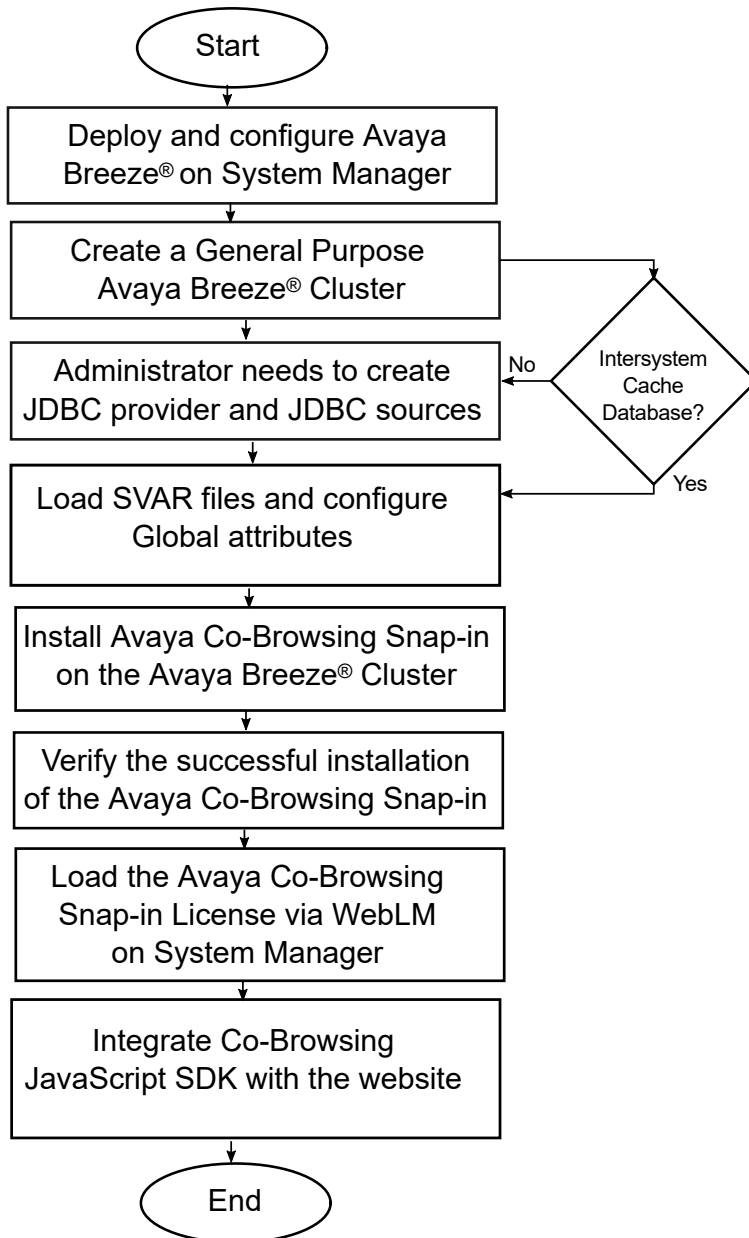 Start
Deploy and configure Avaya
Breeze® on System Manager
Create a General Purpose
Avaya Breeze® Cluster
Intersystem
Cache
Database?
No
Yes
Administrator needs to create
JDBC provider and JDBC sources
Load SVAR files and configure
Global attributes
Install Avaya Co-Browsing Snap-in
on the Avaya Breeze® Cluster
Verify the successful installation
of the Avaya Co-Browsing Snap-in
Load the Avaya Co-Browsing
Snap-in License via WebLM
on System Manager
Integrate Co-Browsing
JavaScript SDK with the website
End